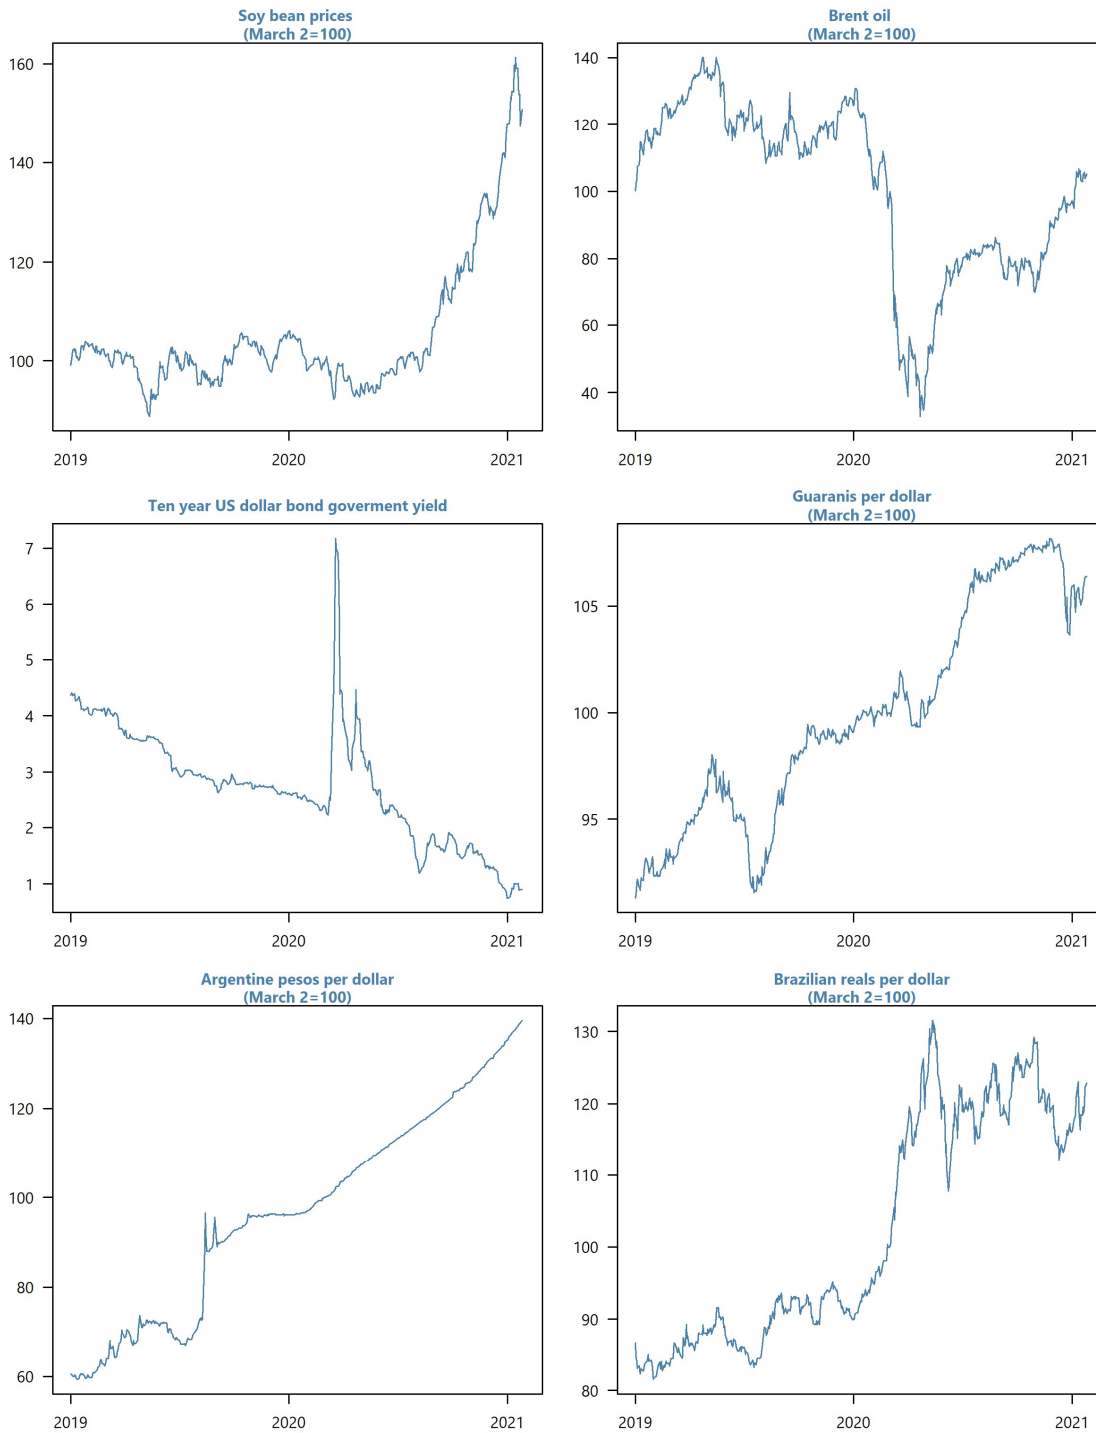 Soy bean prices
(March 2=100)
160
140
120
100
2019 2020 2021
Brent oil
(March 2=100)
140
120
100
80
60
40
2019 2020 2021
Ten year US dollar bond goverment yield
7
6
5
4
3
2
1
2019 2020 2021
Guaranis per dollar
(March 2=100)
105
100
95
2019 2020 2021
Argentine pesos per dollar
(March 2=100)
140
120
100
80
60
2019 2020 2021
Brazilian reals per dollar
(March 2=100)
130
120
110
100
90
80
2019 2020 2021